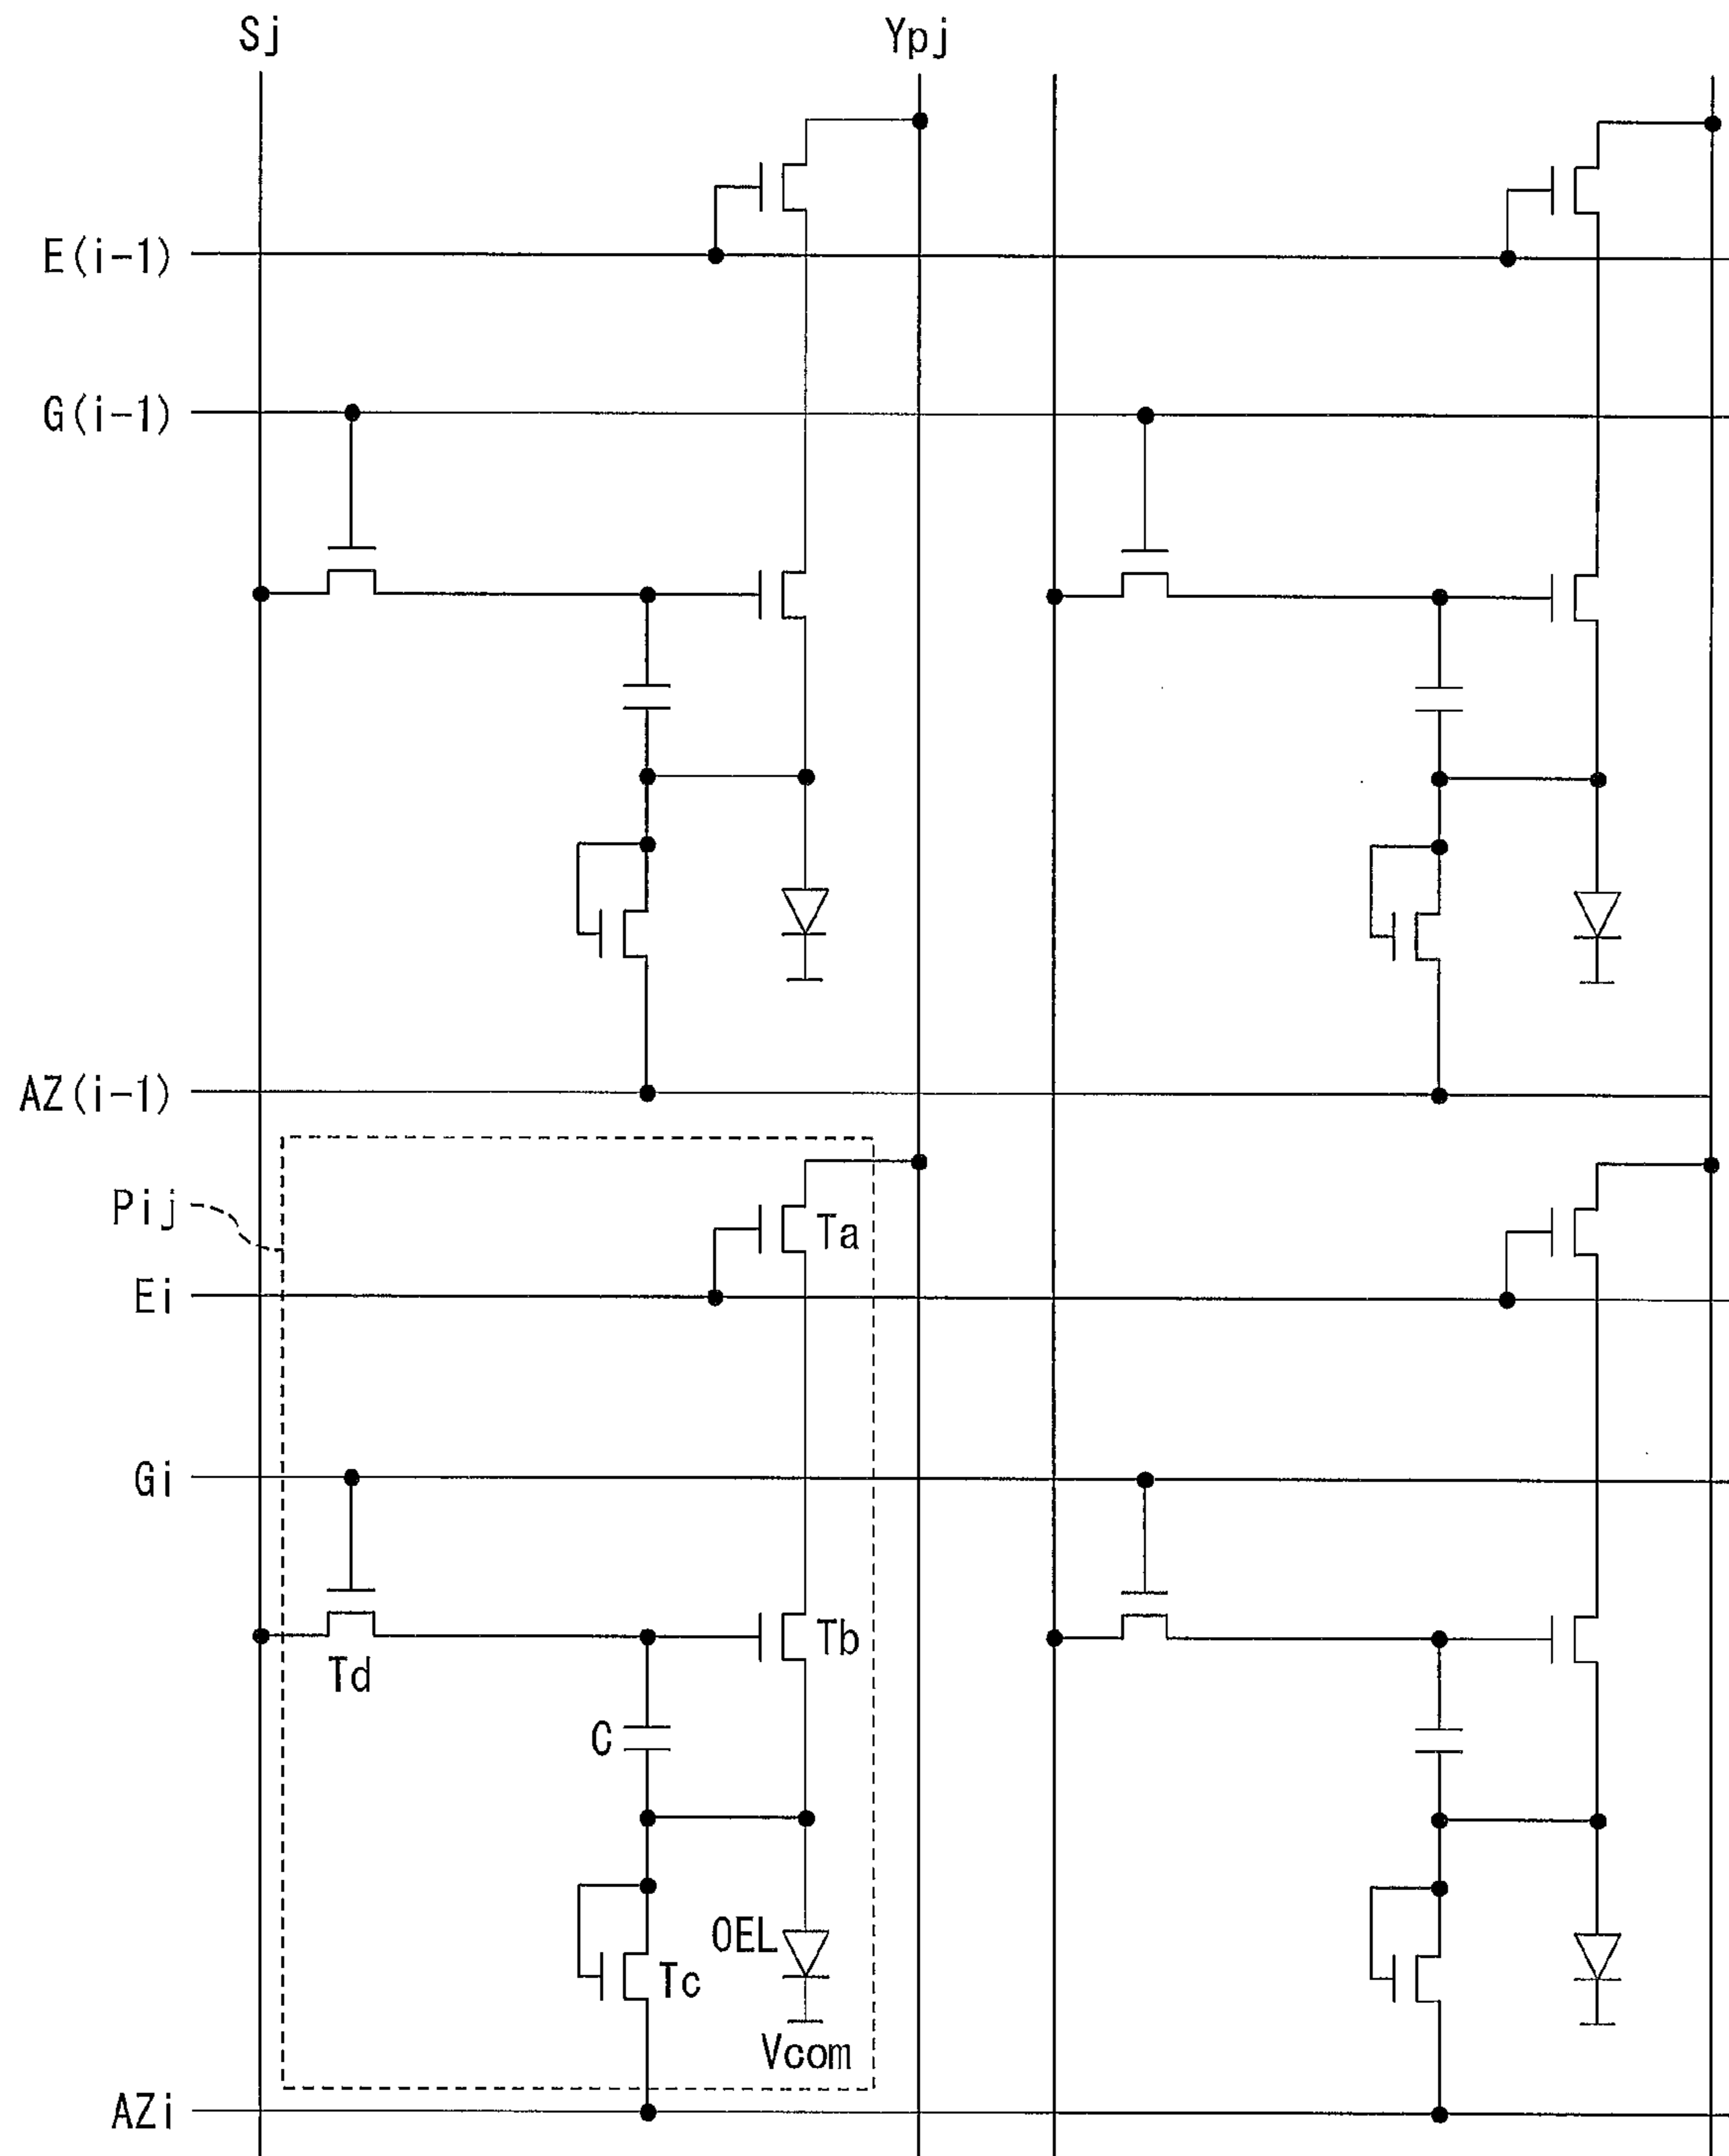 Sj
Ypj
E(i-1)
G(i-1)
AZ(i-1)
Pij
Ta
Ei
Gi
Tb
Td
C
OEL
Tc
Vcom
AZi